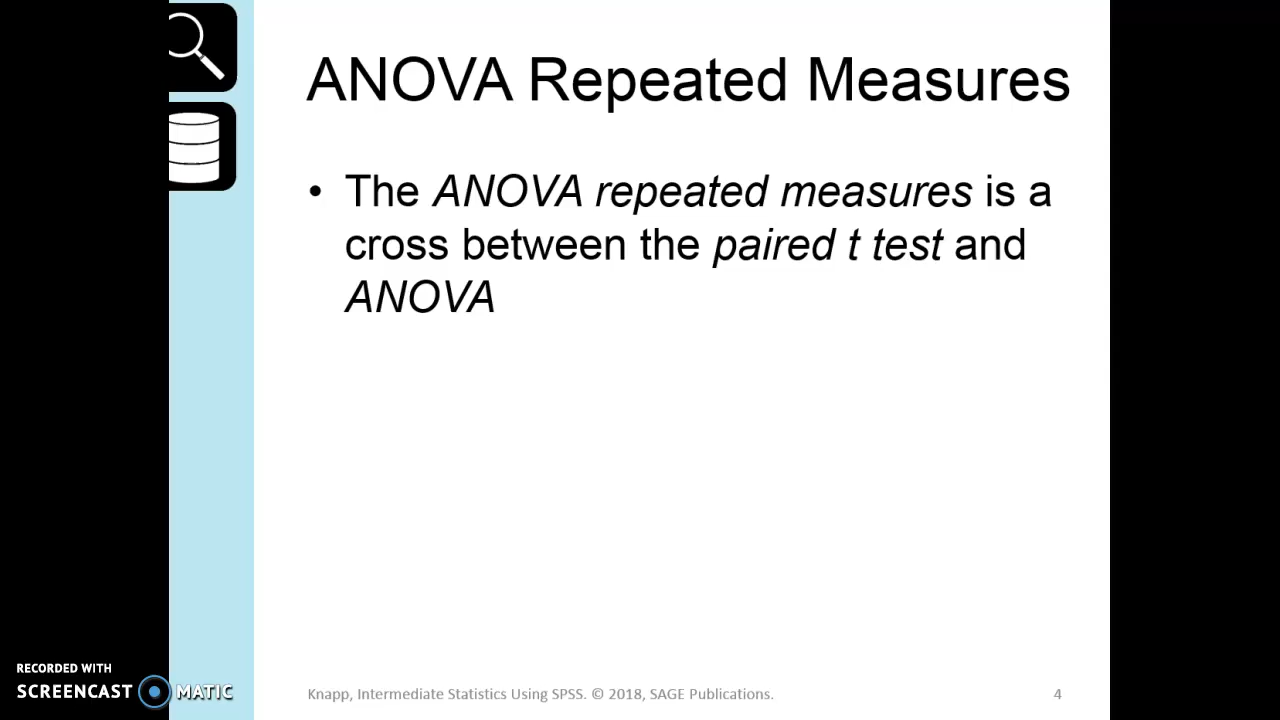 ANOVA Repeated Measures
• The ANOVA repeated measures is a
cross between the paired t test and
ANOVA
RECORDED WITH
SCREENCAST MATIC
Knapp, Intermediate Statistics Using SPSS. © 2018, SAGE Publications.
4